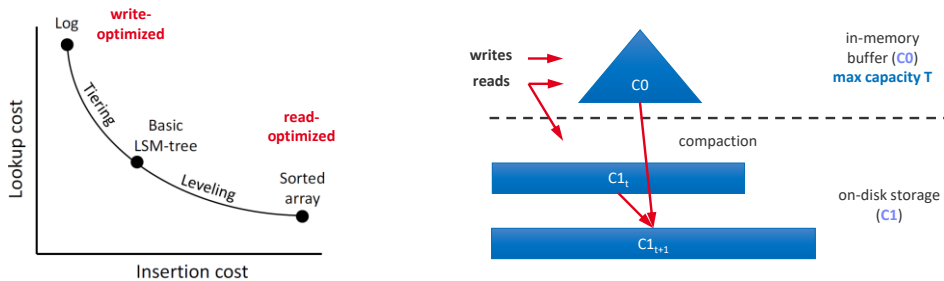 Log
write-
optimized
Tiering
Basic
LSM-tree
read-
optimized
Leveling
Sorted
array
Lookup cost
Insertion cost
writes
reads
C0
in-memory
buffer (C0)
max capacity T
compaction
C1t
on-disk storage
(C1)
C1t+1